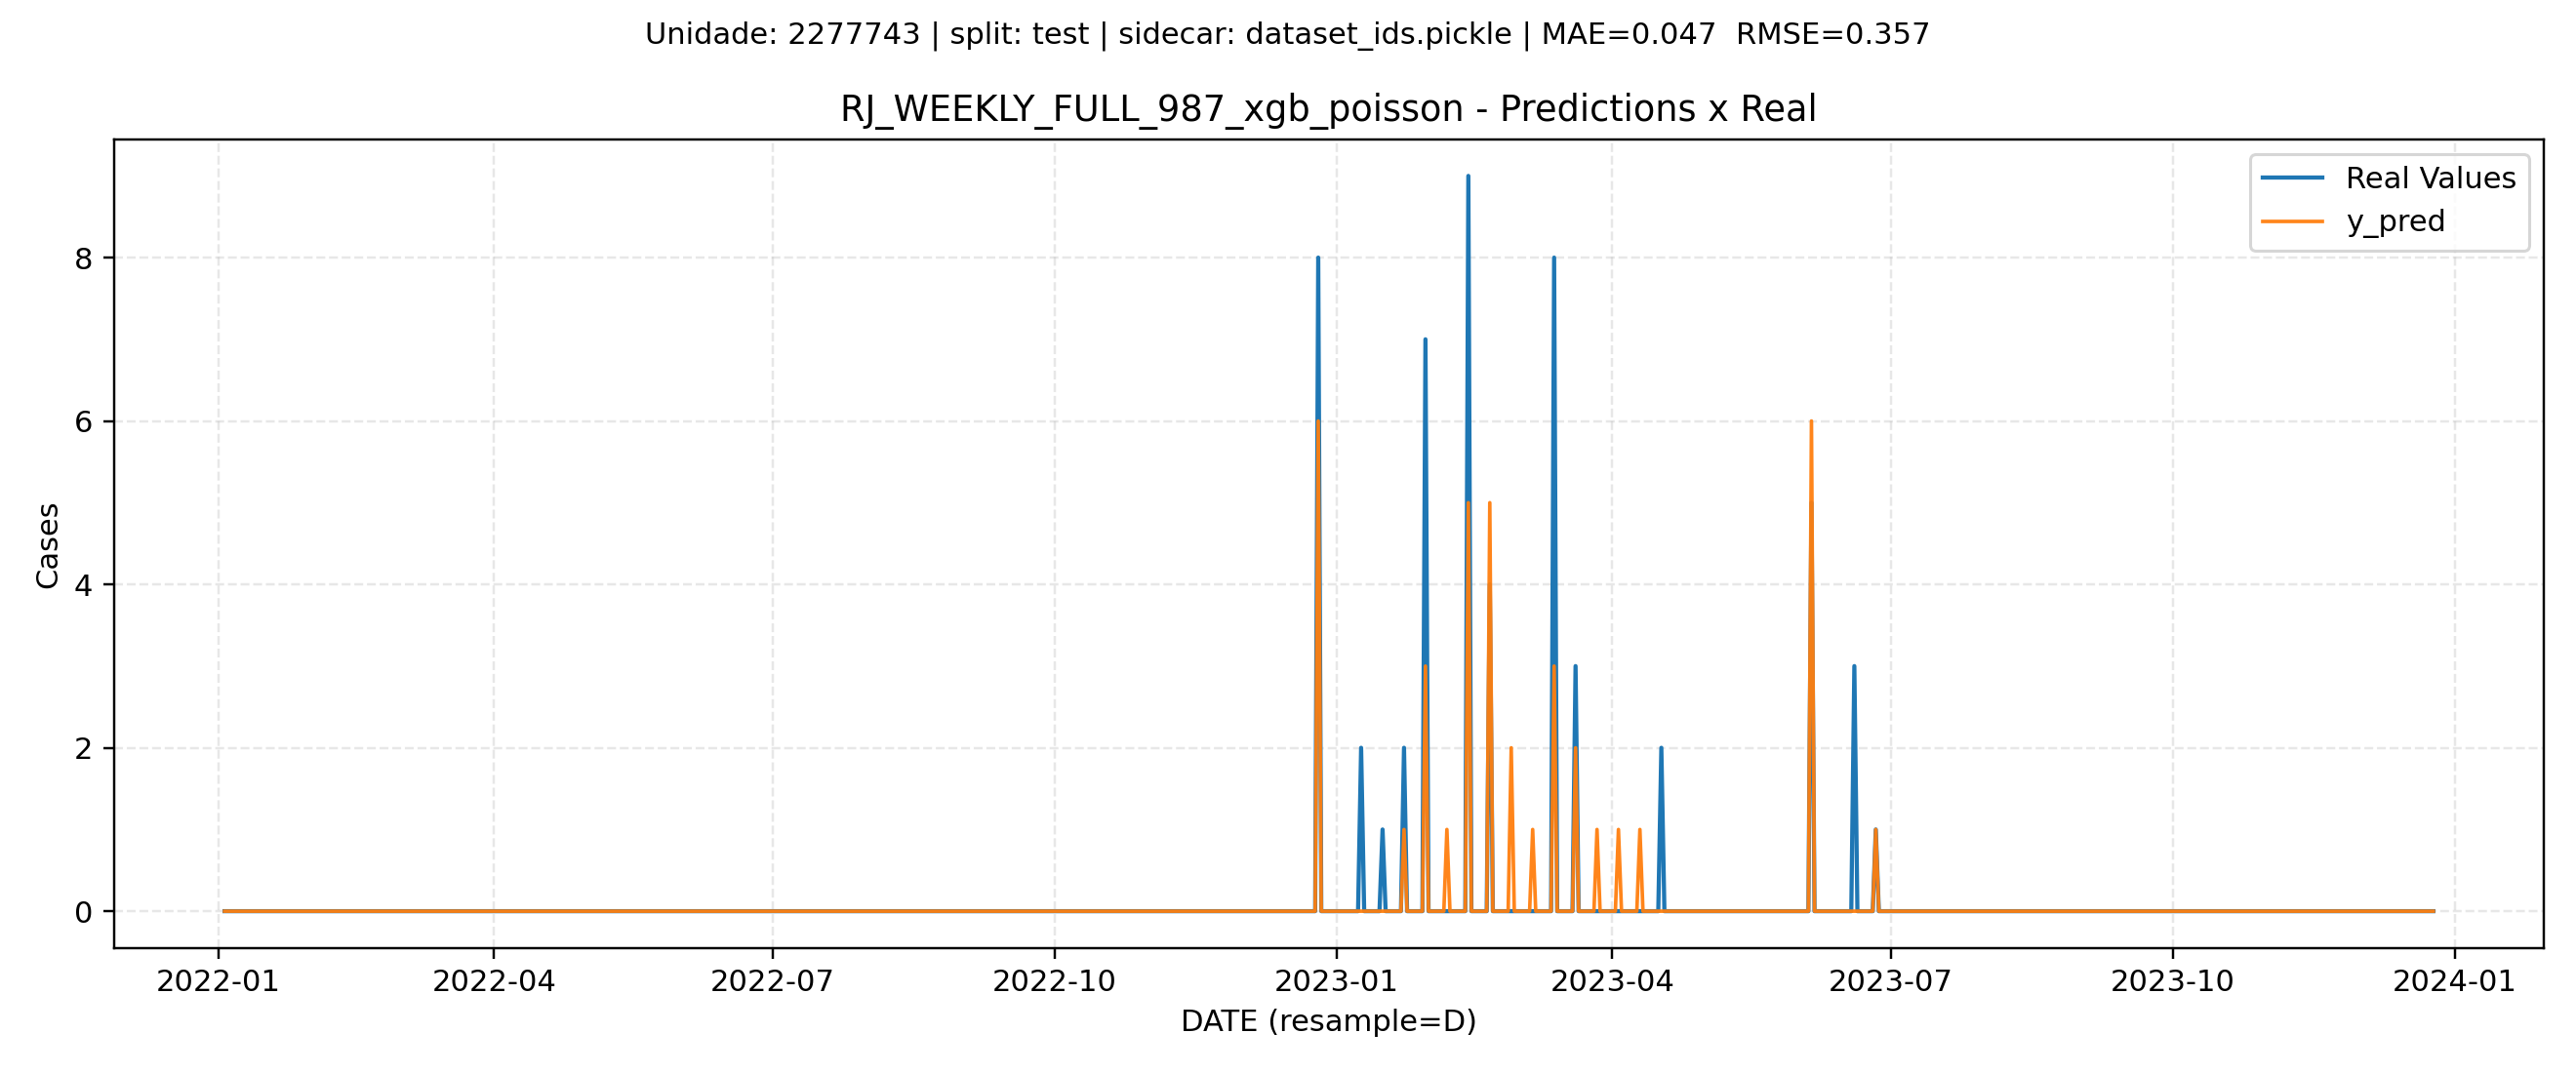 Unidade: 2277743 | split: test | sidecar: dataset_ids.pickle | MAE=0.047  RMSE=0.357
RJ_WEEKLY_FULL_987_xgb_poisson - Predictions x Real
Real Values
y_pred
Cases
8
6
4
2
0
2022-01 2022-04 2022-07 2022-10 2023-01 2023-04 2023-07 2023-10 2024-01
DATE (resample=D)